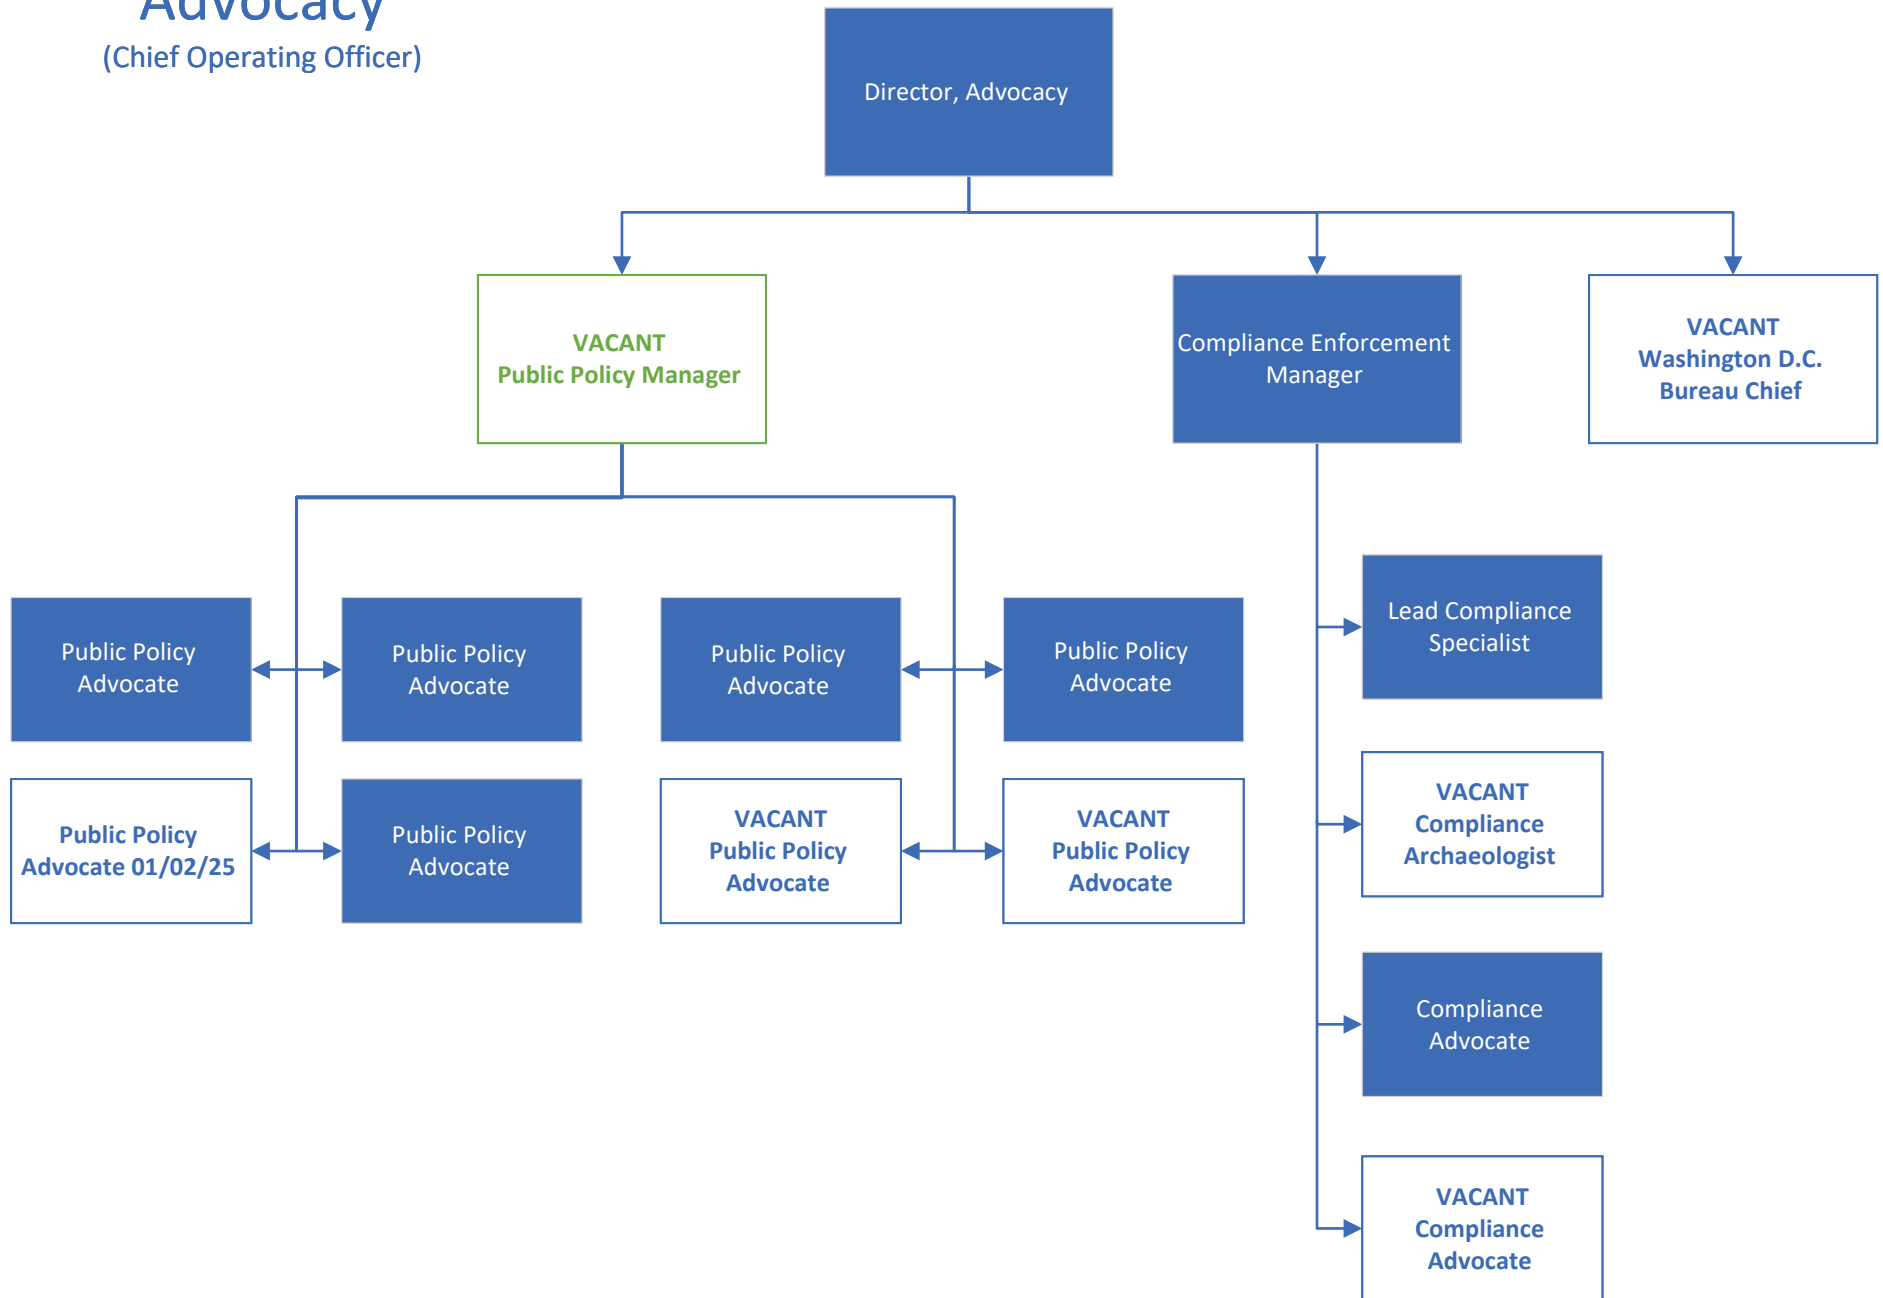 Advocacy
(Chief Operating Officer)
Director, Advocacy
VACANT
Public Policy Manager
Compliance Enforcement
Manager
VACANT
Washington D.C.
Bureau Chief
Public Policy
Advocate
Public Policy
Advocate
Public Policy
Advocate
Public Policy
Advocate
Lead Compliance
Specialist
Public Policy
Advocate 01/02/25
Public Policy
Advocate
VACANT
Public Policy
Advocate
VACANT
Public Policy
Advocate
VACANT
Compliance
Archaeologist
Compliance
Advocate
VACANT
Compliance
Advocate